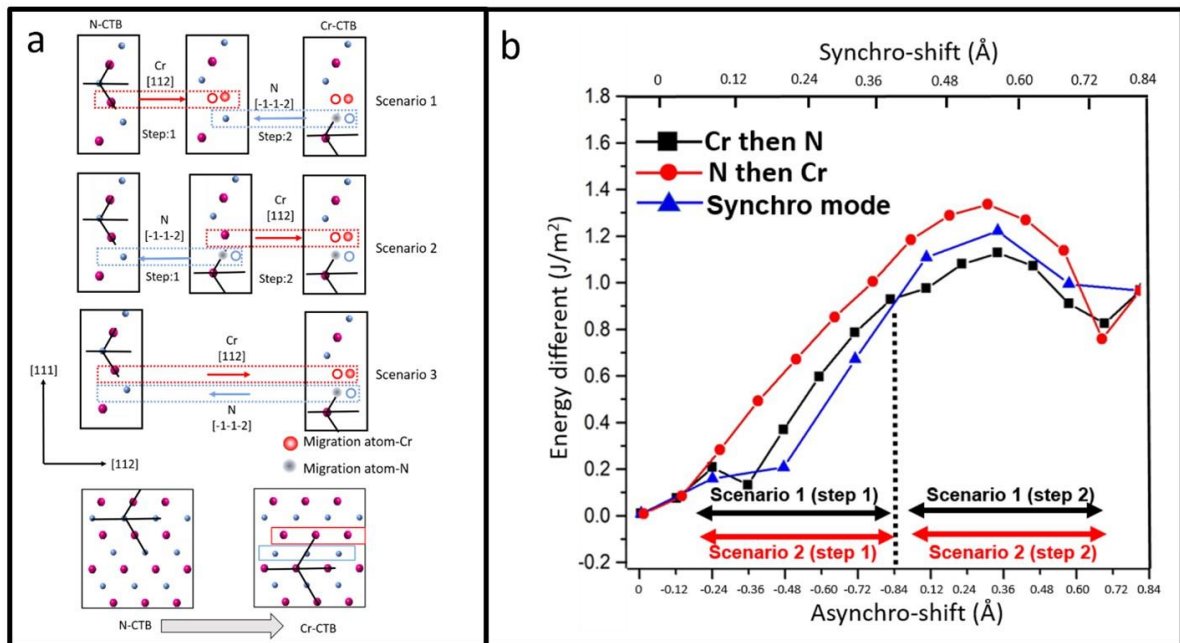 a
N-CTB
Cr-CTB
Cr
[112]
N
[-1-1-2]
Step:1
Step:2
Scenario 1
N
[-1-1-2]
Cr
[112]
Step:1
Step:2
Scenario 2
Cr
[112]
N
[-1-1-2]
Scenario 3
[111]
[112]
Migration atom-Cr
Migration atom-N
N-CTB
Cr-CTB
b
Synchro-shift (Å)
0 0.12 0.24 0.36 0.40 0.48 0.60 0.72 0.84
Energy different (J/m²)
1.8
1.6
1.4
1.2
1.0
0.8
0.6
0.4
0.2
0.0
-0.2
Cr then N
N then Cr
Synchro mode
Scenario 1 (step 1)
Scenario 1 (step 2)
Scenario 2 (step 1)
Scenario 2 (step 2)
0 -0.12 -0.24 -0.36 -0.48 -0.60 -0.72 -0.84 0.12 0.24 0.36 0.48 0.60 0.72 0.84
Asynchro-shift (Å)